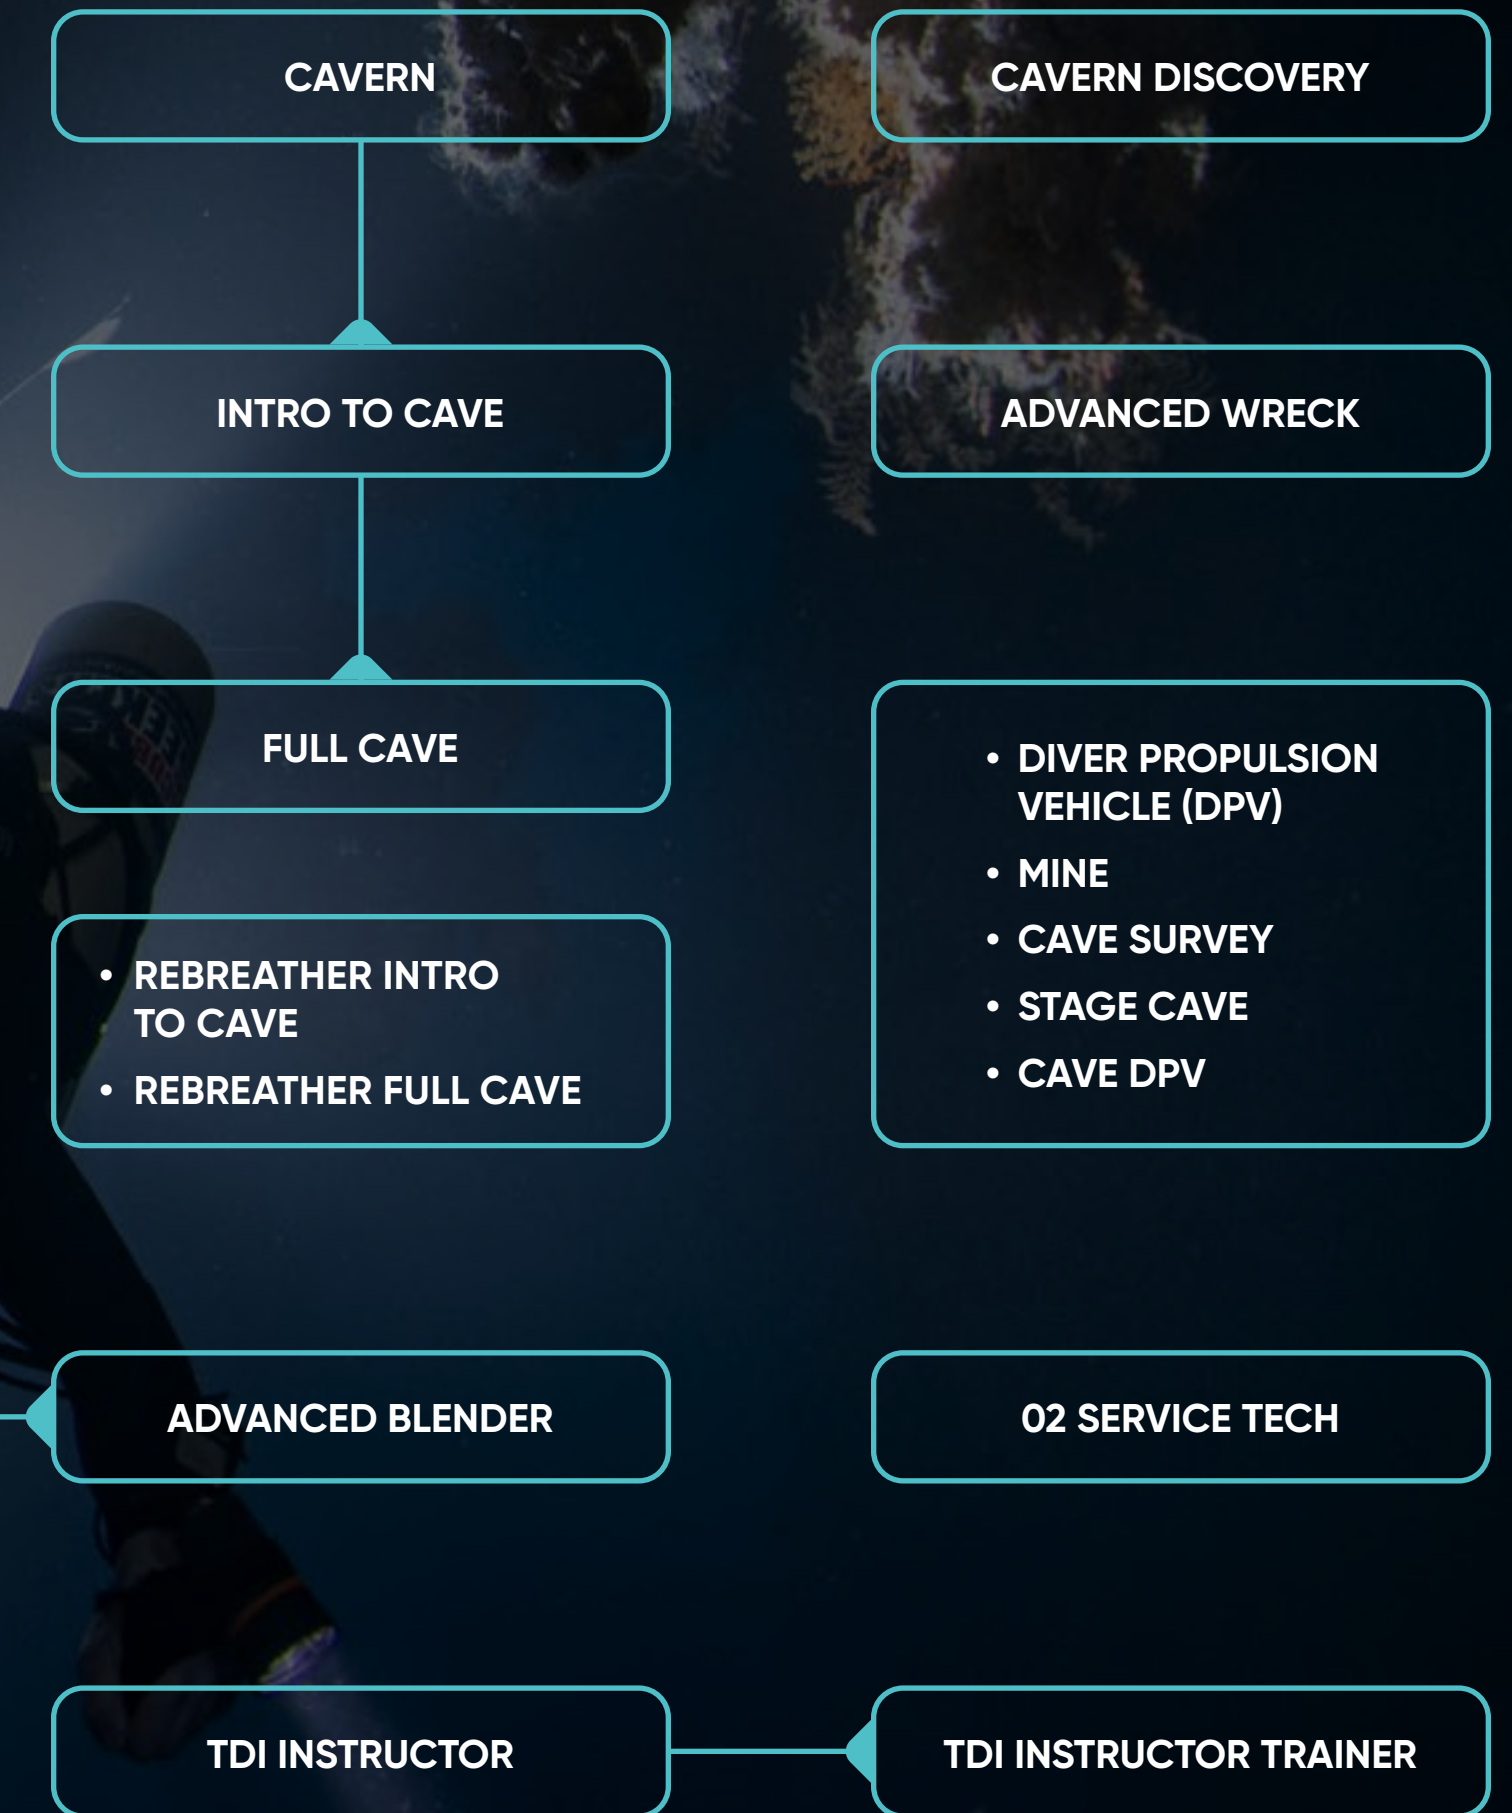 CAVERN
CAVERN DISCOVERY
INTRO TO CAVE
ADVANCED WRECK
FULL CAVE
• REBREATHER INTRO
TO CAVE
• REBREATHER FULL CAVE
• DIVER PROPULSION
VEHICLE (DPV)
• MINE
• CAVE SURVEY
• STAGE CAVE
• CAVE DPV
ADVANCED BLENDER
02 SERVICE TECH
TDI INSTRUCTOR
TDI INSTRUCTOR TRAINER